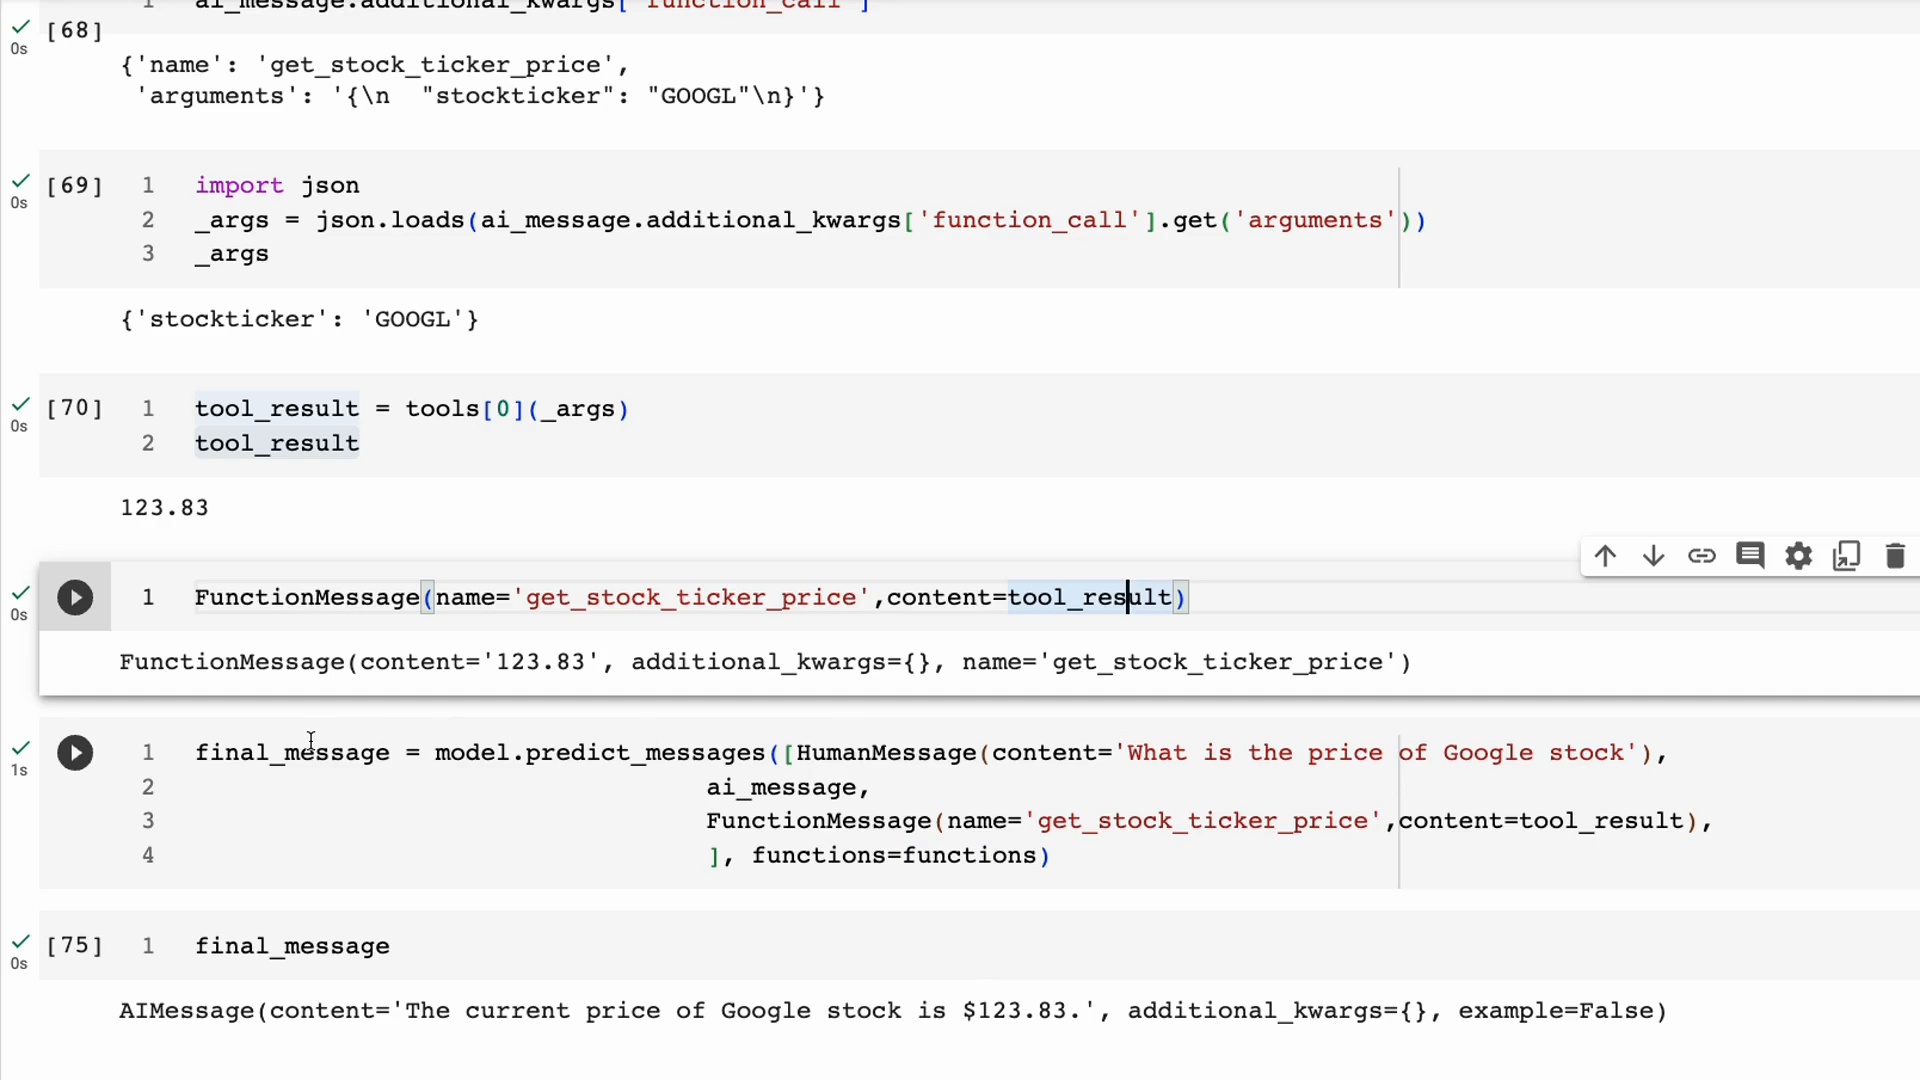 1 ai_message.additional_kwargs['function_call']
[68]
0s
{'name': 'get_stock_ticker_price',
'arguments': '{\n  "stockticker": "GOOGL"\n}'}
[69] 1 import json
0s
2 _args = json.loads(ai_message.additional_kwargs['function_call'].get('arguments'))
3 _args
{'stockticker': 'GOOGL'}
[70] 1 tool_result = tools[0](_args)
0s
2 tool_result
123.83
1 FunctionMessage(name='get_stock_ticker_price',content=tool_result)
0s
FunctionMessage(content='123.83', additional_kwargs={}, name='get_stock_ticker_price')
1 final_message = model.predict_messages([HumanMessage(content='What is the price of Google stock'),
1s
2 ai_message,
3 FunctionMessage(name='get_stock_ticker_price',content=tool_result),
4 ], functions=functions)
[75] 1 final_message
0s
AIMessage(content='The current price of Google stock is $123.83.', additional_kwargs={}, example=False)